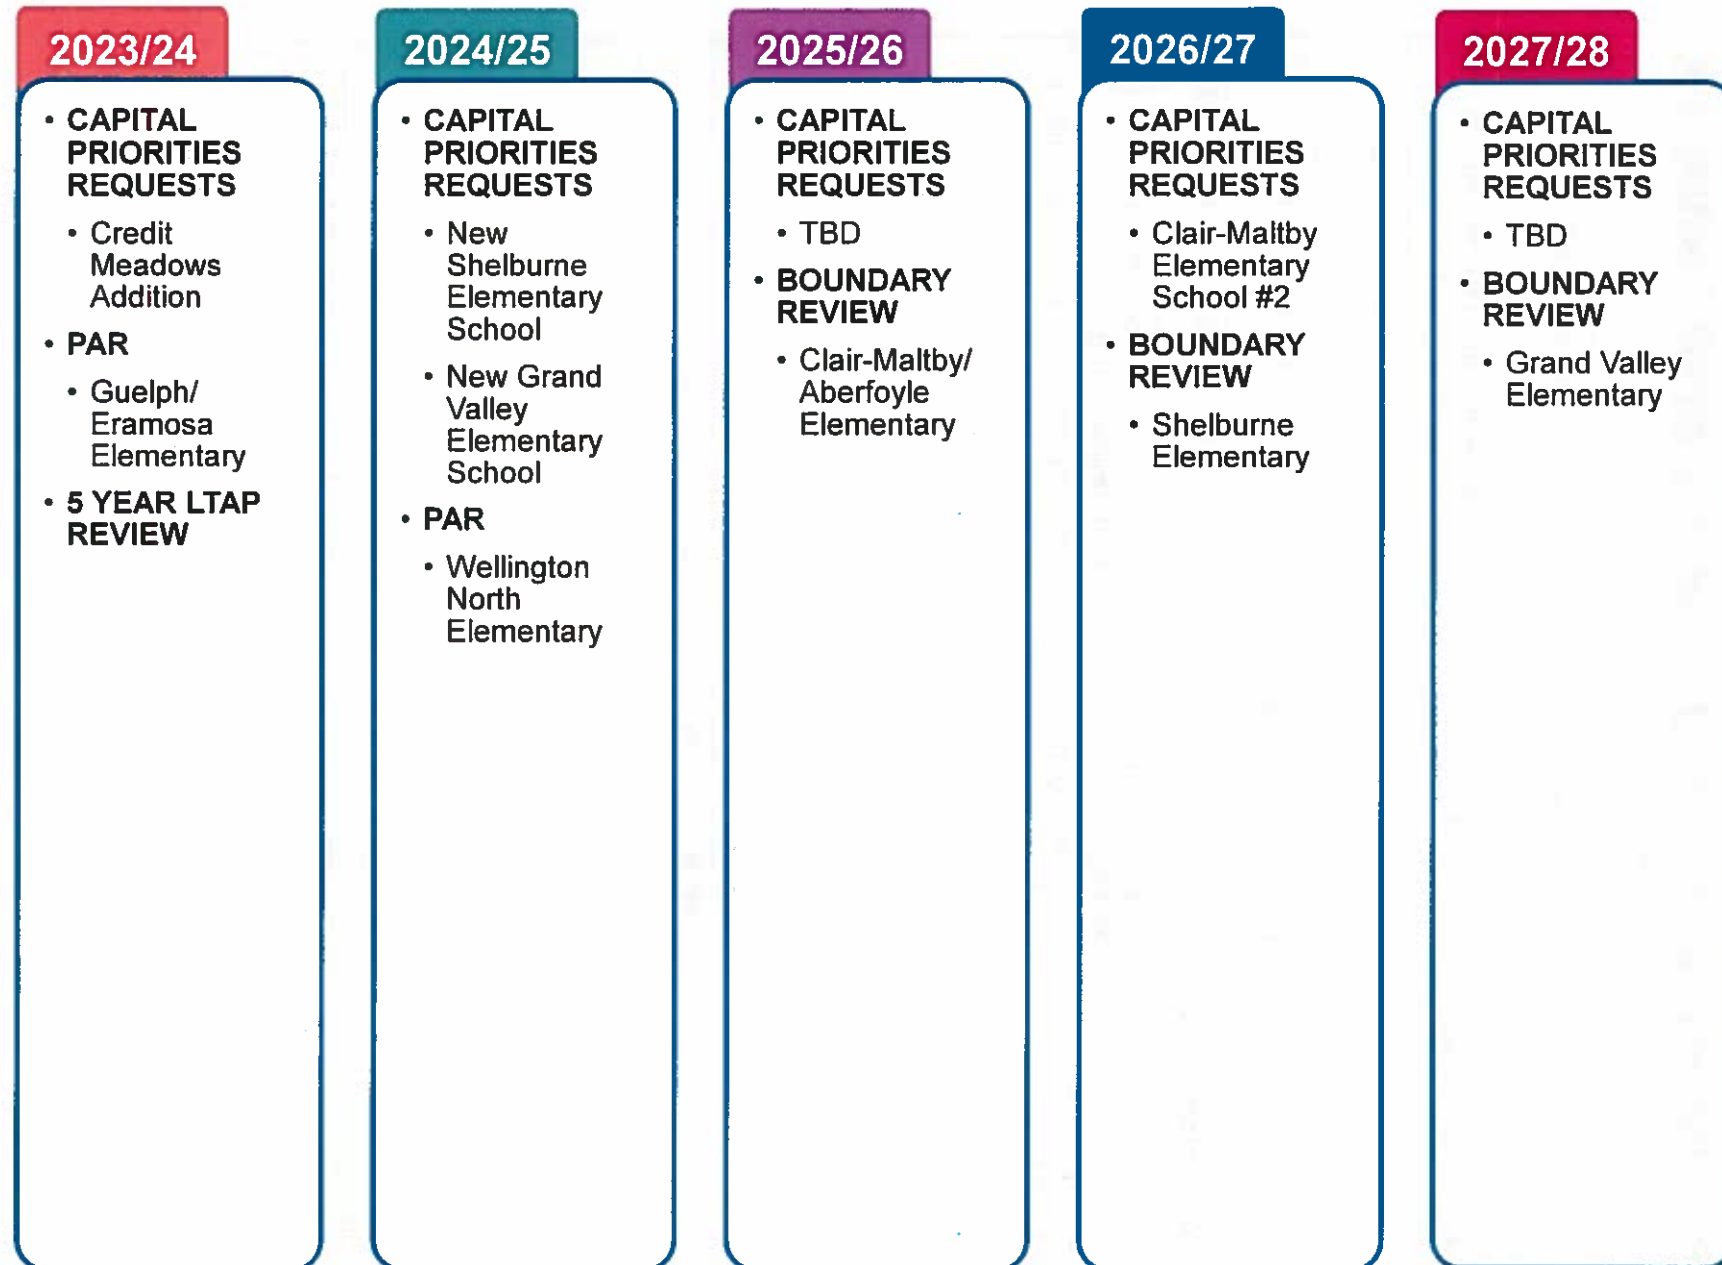 2023/24
• CAPITAL
PRIORITIES
REQUESTS
• Credit
Meadows
Addition
• PAR
• Guelph/
Eramosa
Elementary
• 5 YEAR LTAP
REVIEW
2024/25
• CAPITAL
PRIORITIES
REQUESTS
• New
Shelburne
Elementary
School
• New Grand
Valley
Elementary
School
• PAR
• Wellington
North
Elementary
2025/26
• CAPITAL
PRIORITIES
REQUESTS
• TBD
• BOUNDARY
REVIEW
• Clair-Maltby/
Aberfoyle
Elementary
2026/27
• CAPITAL
PRIORITIES
REQUESTS
• Clair-Maltby
Elementary
School #2
• BOUNDARY
REVIEW
• Shelburne
Elementary
2027/28
• CAPITAL
PRIORITIES
REQUESTS
• TBD
• BOUNDARY
REVIEW
• Grand Valley
Elementary